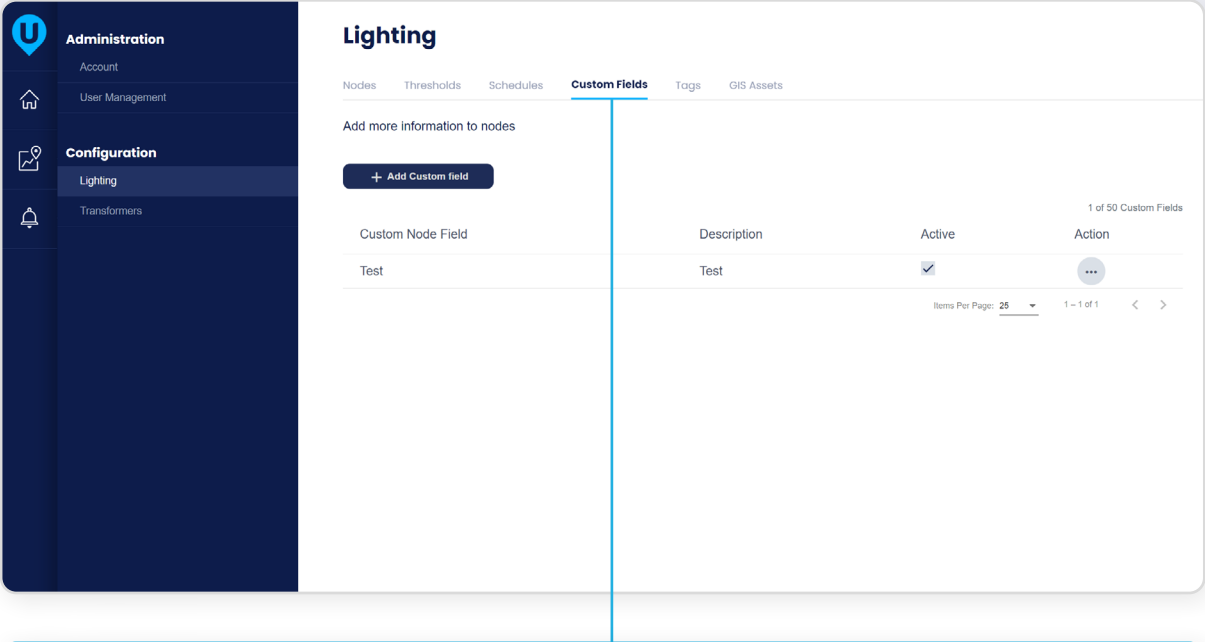 U
Administration
Account
User Management
Configuration
Lighting
Transformers
Lighting
Nodes Thresholds Schedules Custom Fields Tags GIS Assets
Add more information to nodes
+ Add Custom field
1 of 50 Custom Fields
Custom Node Field Description Active Action
Test Test ...
Items Per Page: 25 1 – 1 of 1